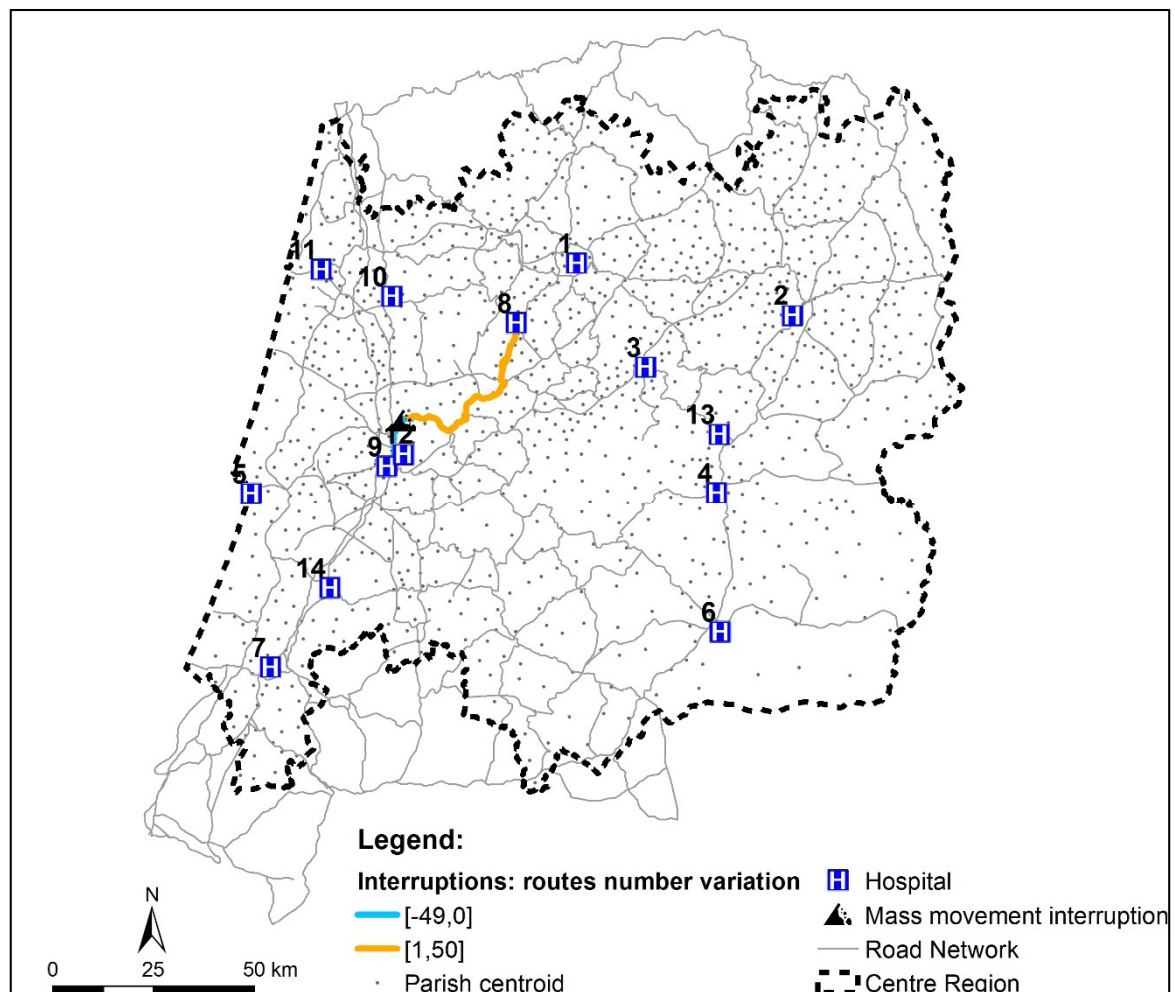 1
11
10
2
8
3
13
12
9
5
4
14
6
7
Legend:
Interruptions: routes number variation
H Hospital
[-49,0]
Mass movement interruption
[1,50]
Road Network
Parish centroid
Centre Region
N
0 25 50 km